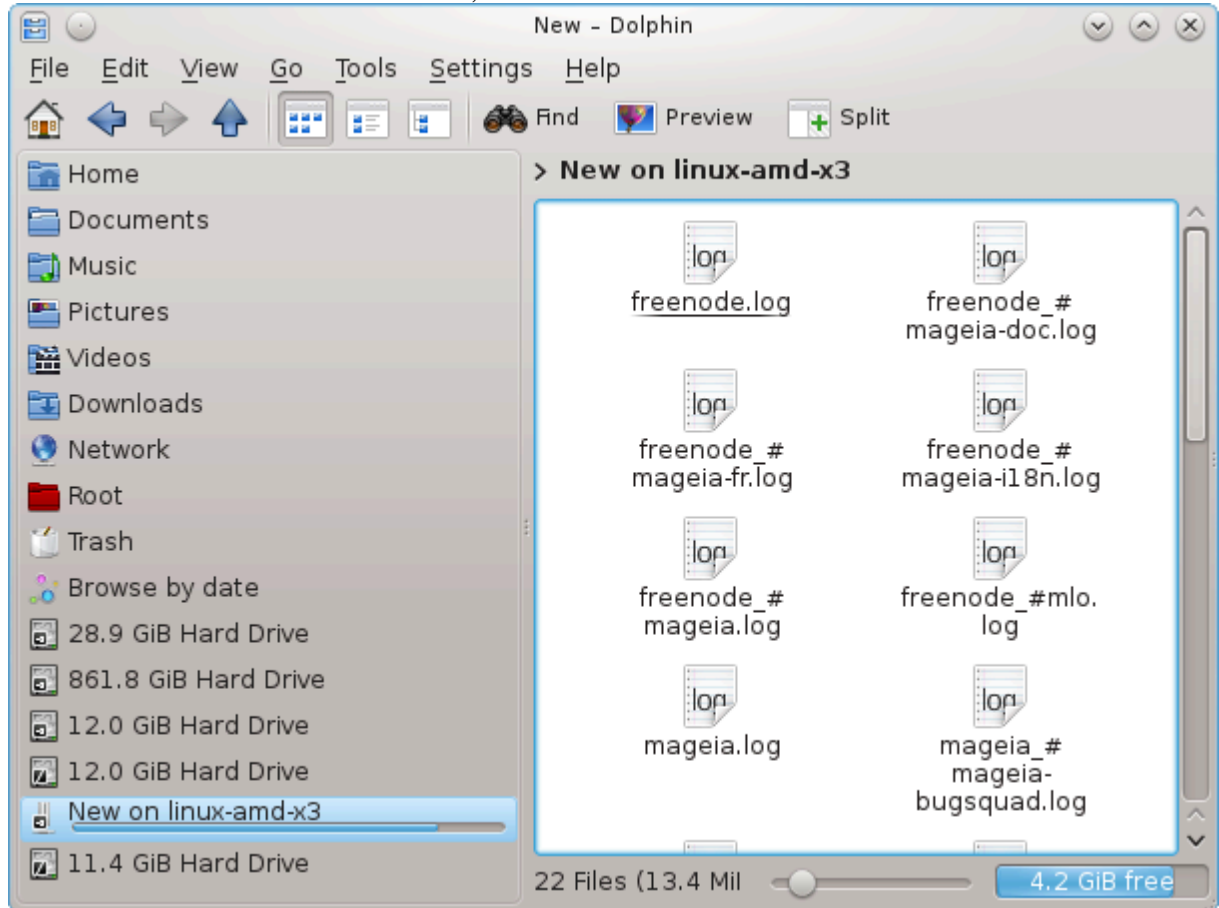 New – Dolphin
File Edit View Go Tools Settings Help
Find Preview Split
Home
Documents
Music
Pictures
Videos
Downloads
Network
Root
Trash
Browse by date
28.9 GiB Hard Drive
861.8 GiB Hard Drive
12.0 GiB Hard Drive
12.0 GiB Hard Drive
New on linux-amd-x3
11.4 GiB Hard Drive
> New on linux-amd-x3
log
freenode.log
log
freenode_#
mageia-doc.log
log
freenode_#
mageia-fr.log
log
freenode_#
mageia-i18n.log
log
freenode_#
mageia.log
log
freenode_#mlo.
log
log
mageia.log
log
mageia_#
mageia-
bugsquad.log
22 Files (13.4 MiI
4.2 GiB free